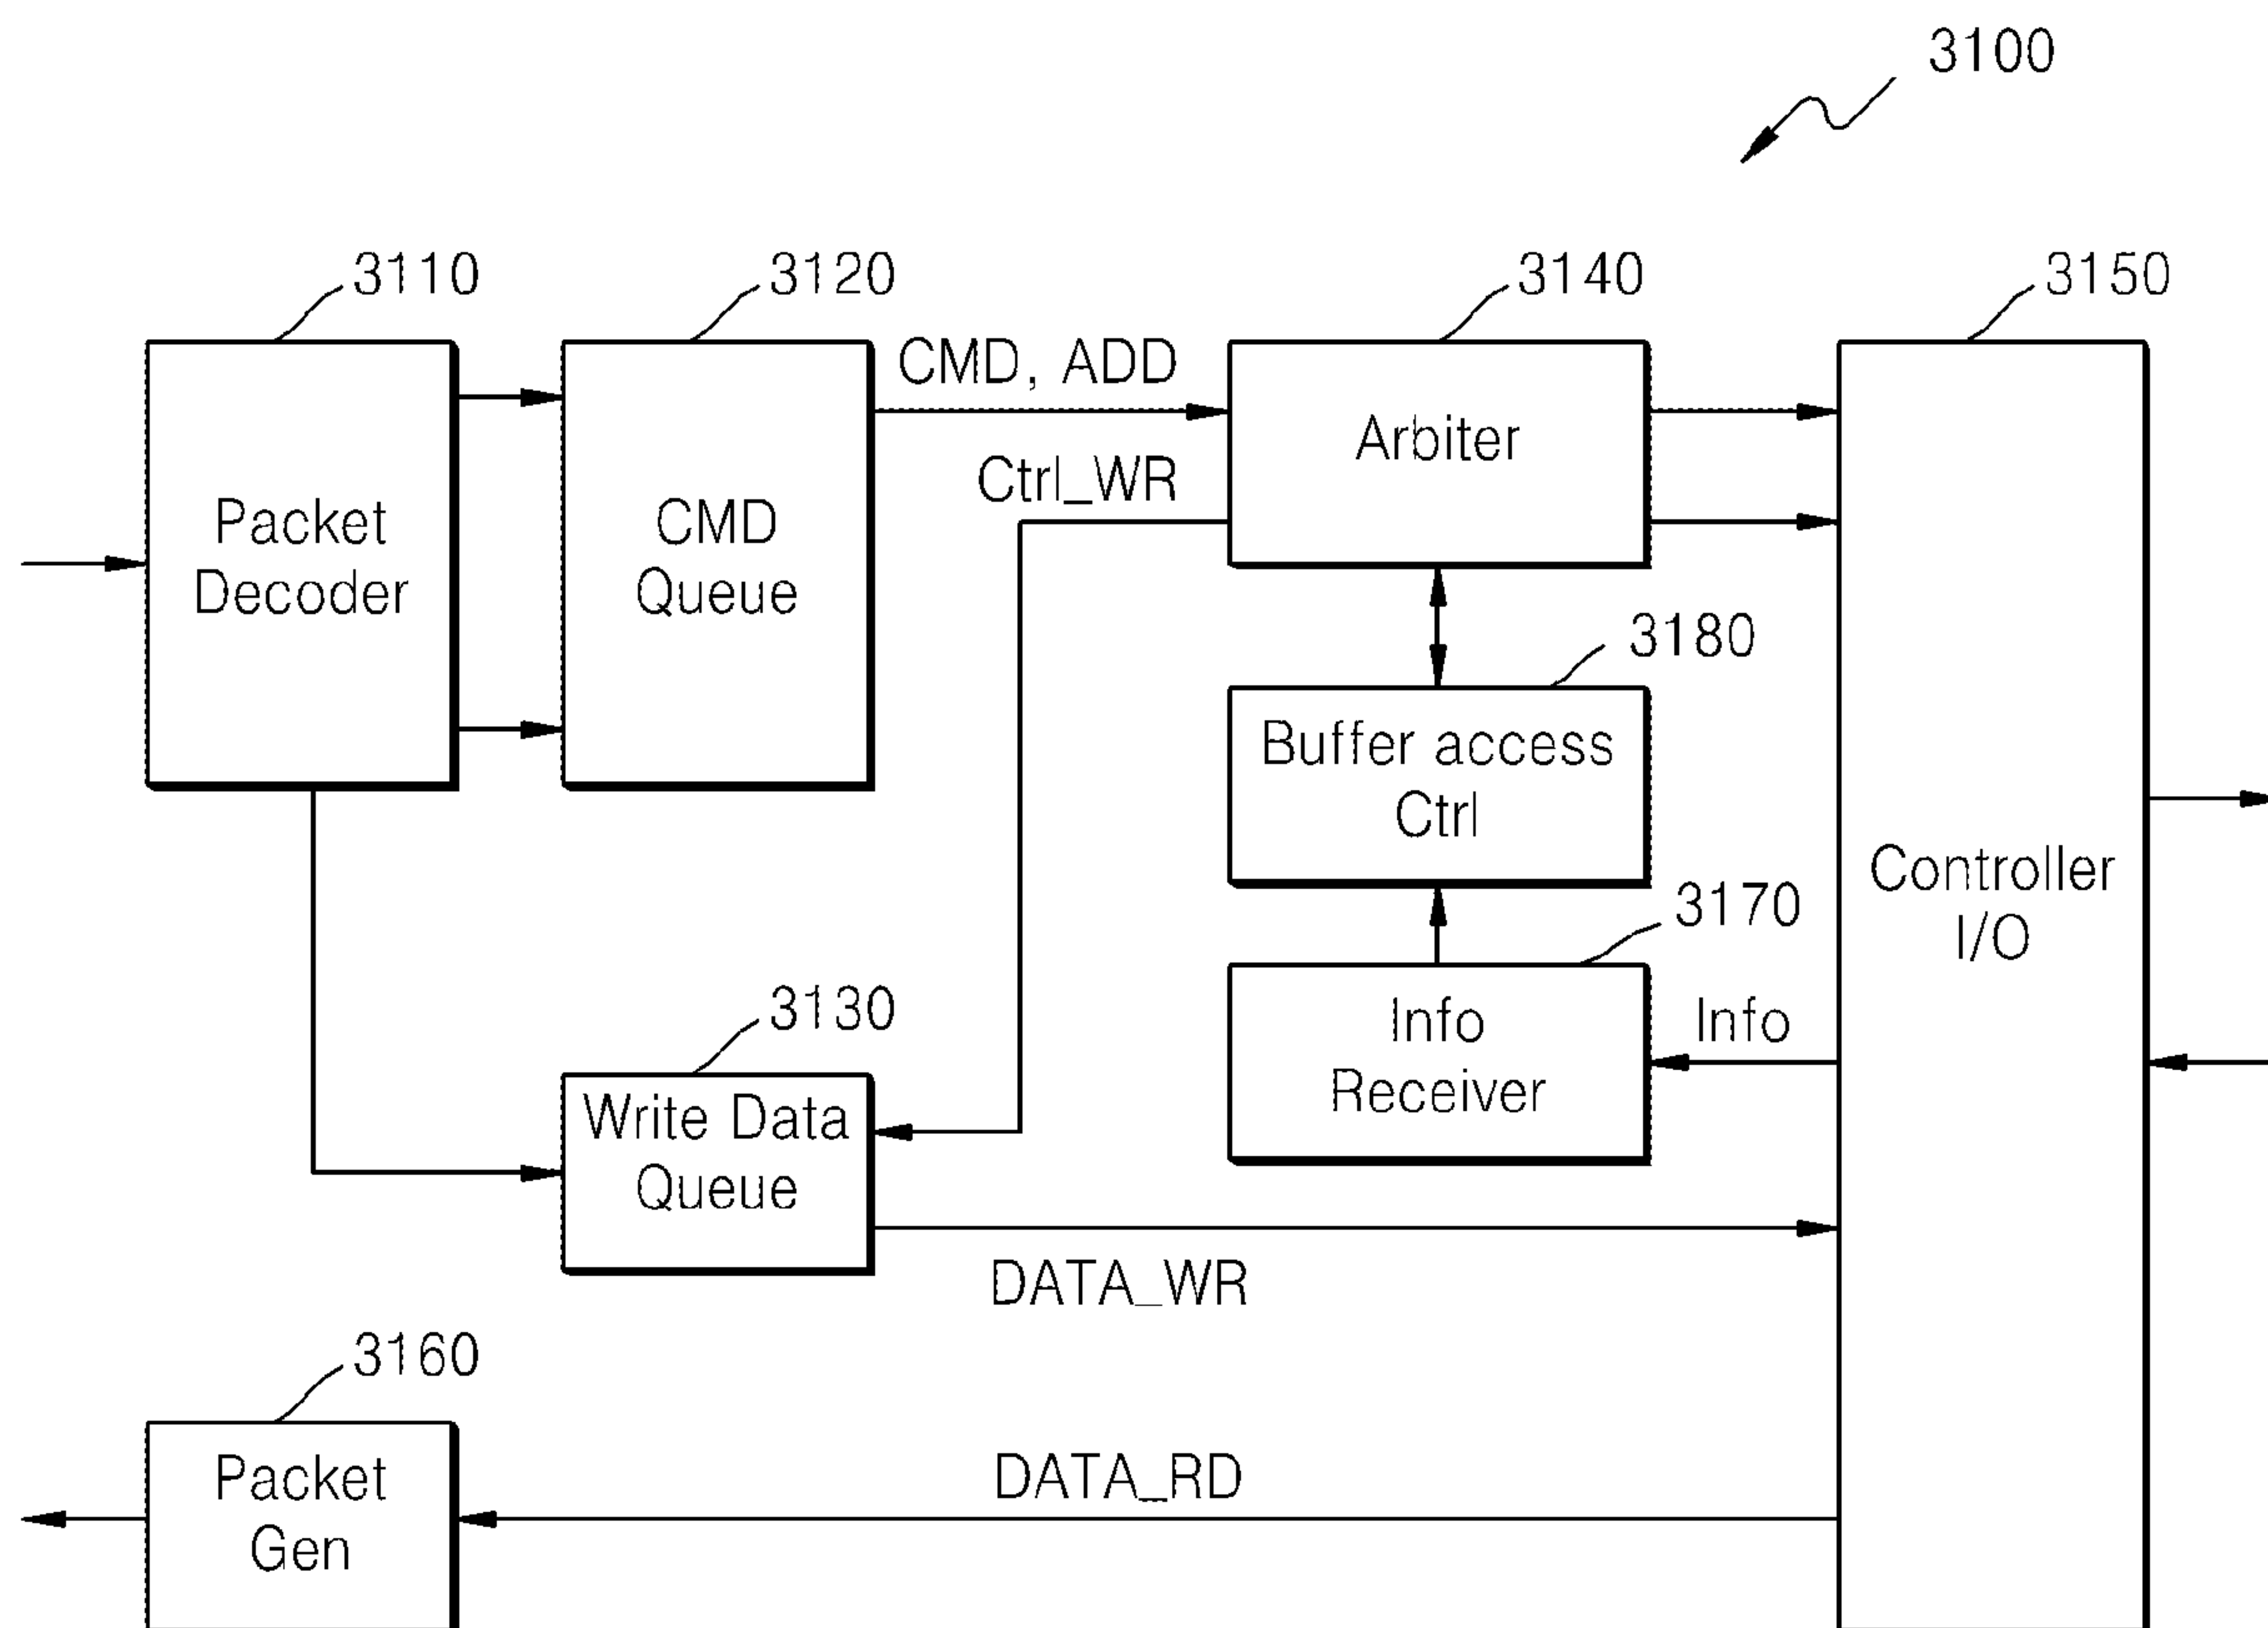 3100
3110
3120
3140
3150
CMD, ADD
Arbiter
Ctrl_WR
Packet
Decoder
CMD
Queue
3180
Buffer access
Ctrl
Controller
I/O
3170
3130
Info
Receiver
Info
Write Data
Queue
DATA_WR
3160
Packet
Gen
DATA_RD